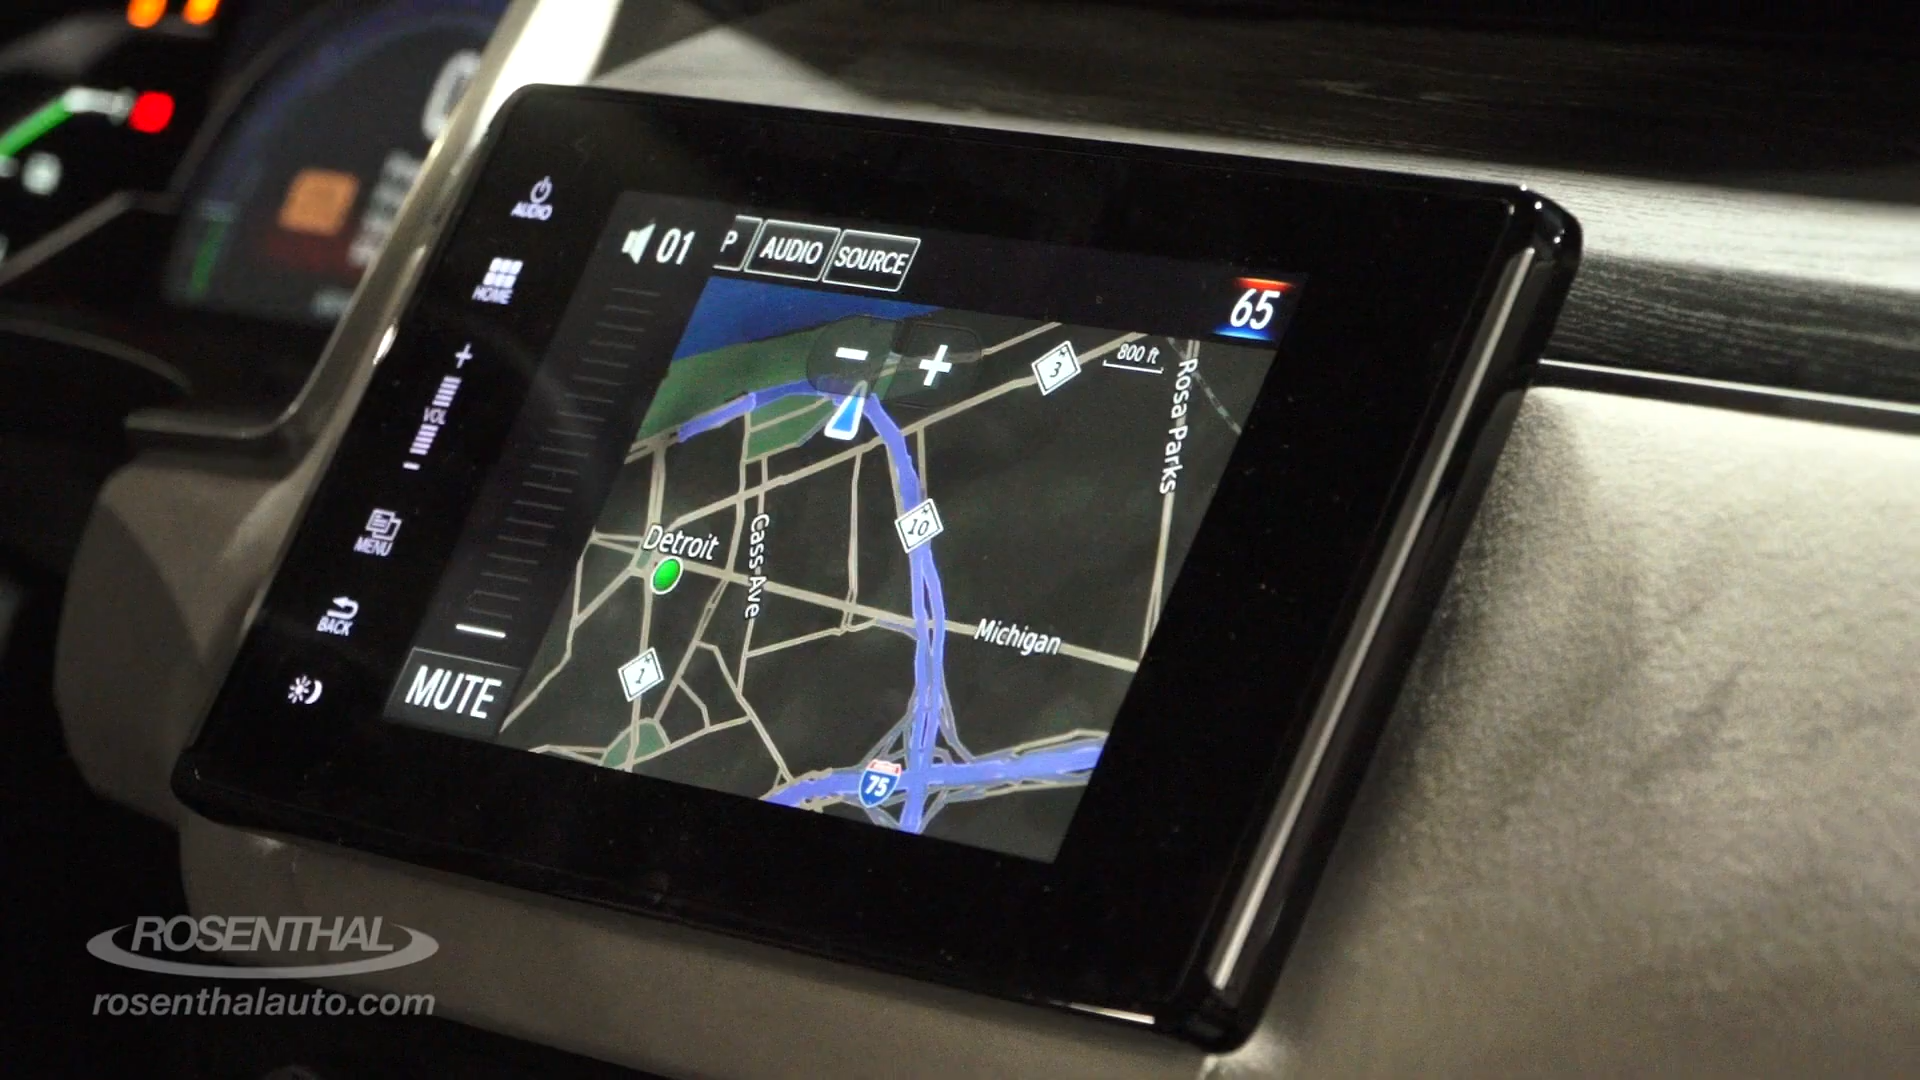 AUDIO
HOME
+
VOL
MENU
BACK
01
P
AUDIO
SOURCE
65
− +
3
800 ft
Rosa Parks
10
Detroit
Cass Ave
Michigan
1
MUTE
75
ROSENTHAL
rosenthalauto.com